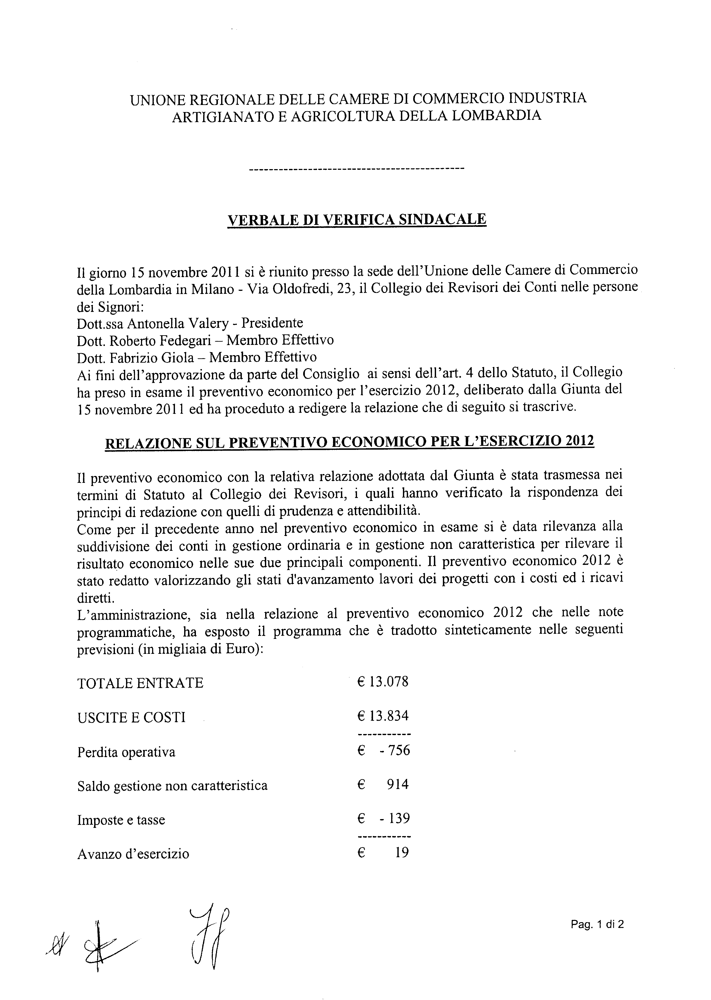 UNIONE REGIONALE DELLE CAMERE DI COMMERCIO INDUSTRIA
ARTIGIANATO E AGRICOLTURA DELLA LOMBARDIA
--------------------------------------------
VERBALE DI VERIFICA SINDACALE
Il giorno 15 novembre 2011 si è riunito presso la sede dell'Unione delle Camere di Commercio
della Lombardia in Milano - Via Oldofredi, 23, il Collegio dei Revisori dei Conti nelle persone
dei Signori:
Dott.ssa Antonella Valery - Presidente
Dott. Roberto Fedegari – Membro Effettivo
Dott. Fabrizio Giola – Membro Effettivo
Ai fini dell'approvazione da parte del Consiglio ai sensi dell'art. 4 dello Statuto, il Collegio
ha preso in esame il preventivo economico per l'esercizio 2012, deliberato dalla Giunta del
15 novembre 2011 ed ha proceduto a redigere la relazione che di seguito si trascrive.
RELAZIONE SUL PREVENTIVO ECONOMICO PER L'ESERCIZIO 2012
Il preventivo economico con la relativa relazione adottata dal Giunta è stata trasmessa nei
termini di Statuto al Collegio dei Revisori, i quali hanno verificato la rispondenza dei
principi di redazione con quelli di prudenza e attendibilità.
Come per il precedente anno nel preventivo economico in esame si è data rilevanza alla
suddivisione dei conti in gestione ordinaria e in gestione non caratteristica per rilevare il
risultato economico nelle sue due principali componenti. Il preventivo economico 2012 è
stato redatto valorizzando gli stati d'avanzamento lavori dei progetti con i costi ed i ricavi
diretti.
L'amministrazione, sia nella relazione al preventivo economico 2012 che nelle note
programmatiche, ha esposto il programma che è tradotto sinteticamente nelle seguenti
previsioni (in migliaia di Euro):
TOTALE ENTRATE € 13.078
USCITE E COSTI € 13.834
-----------
Perdita operativa € - 756
Saldo gestione non caratteristica € 914
Imposte e tasse € - 139
-----------
Avanzo d'esercizio € 19
Pag. 1 di 2